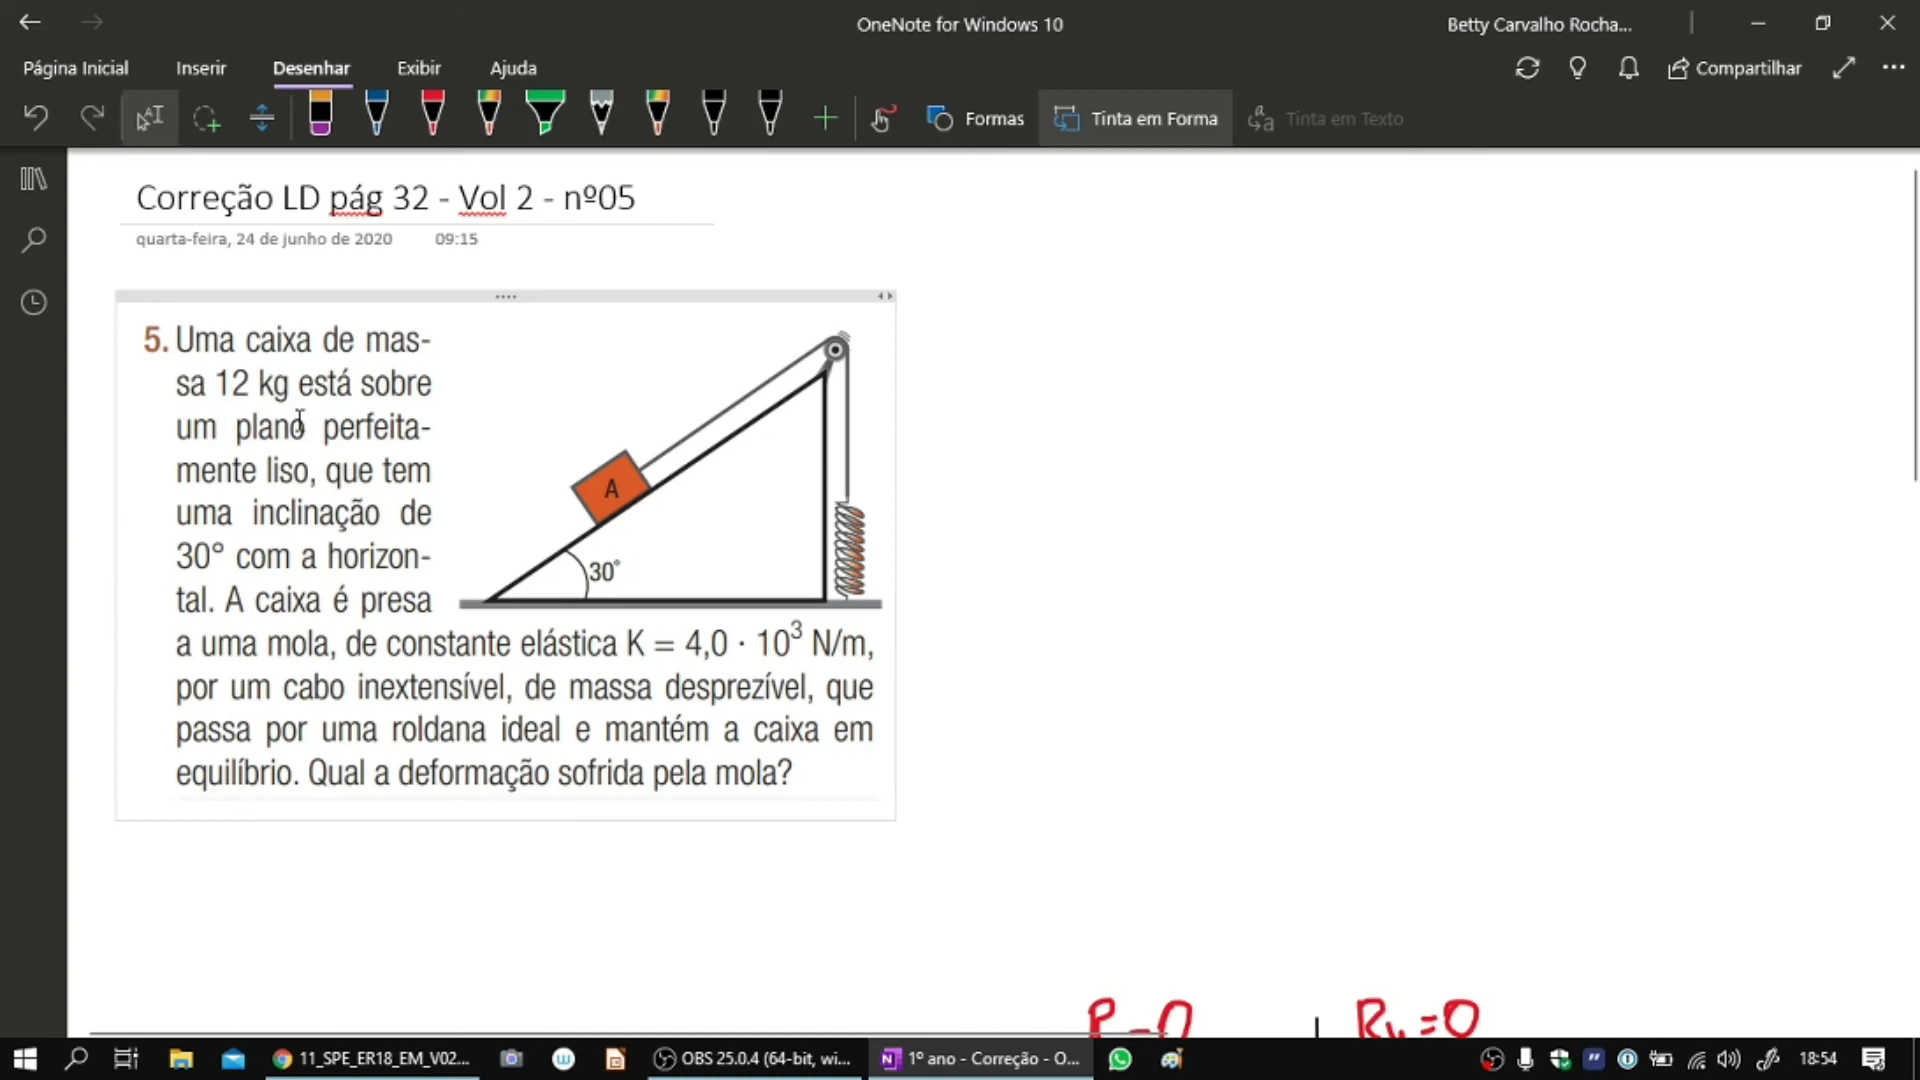 OneNote for Windows 10
Betty Carvalho Rocha...
Página Inicial
Inserir
Desenhar
Exibir
Ajuda
Compartilhar
Formas
Tinta em Forma
Tinta em Texto
Correção LD pág 32 - Vol 2 - nº05
quarta-feira, 24 de junho de 2020 09:15
5. Uma caixa de mas-
sa 12 kg está sobre
um plano perfeita-
mente liso, que tem
uma inclinação de
30° com a horizon-
tal. A caixa é presa
a uma mola, de constante elástica K = 4,0 · 10³ N/m,
por um cabo inextensível, de massa desprezível, que
passa por uma roldana ideal e mantém a caixa em
equilíbrio. Qual a deformação sofrida pela mola?
A
30°
=0
11_SPE_ER18_EM_V02...
OBS 25.0.4 (64-bit, wi...
1º ano - Correção - O...
18:54